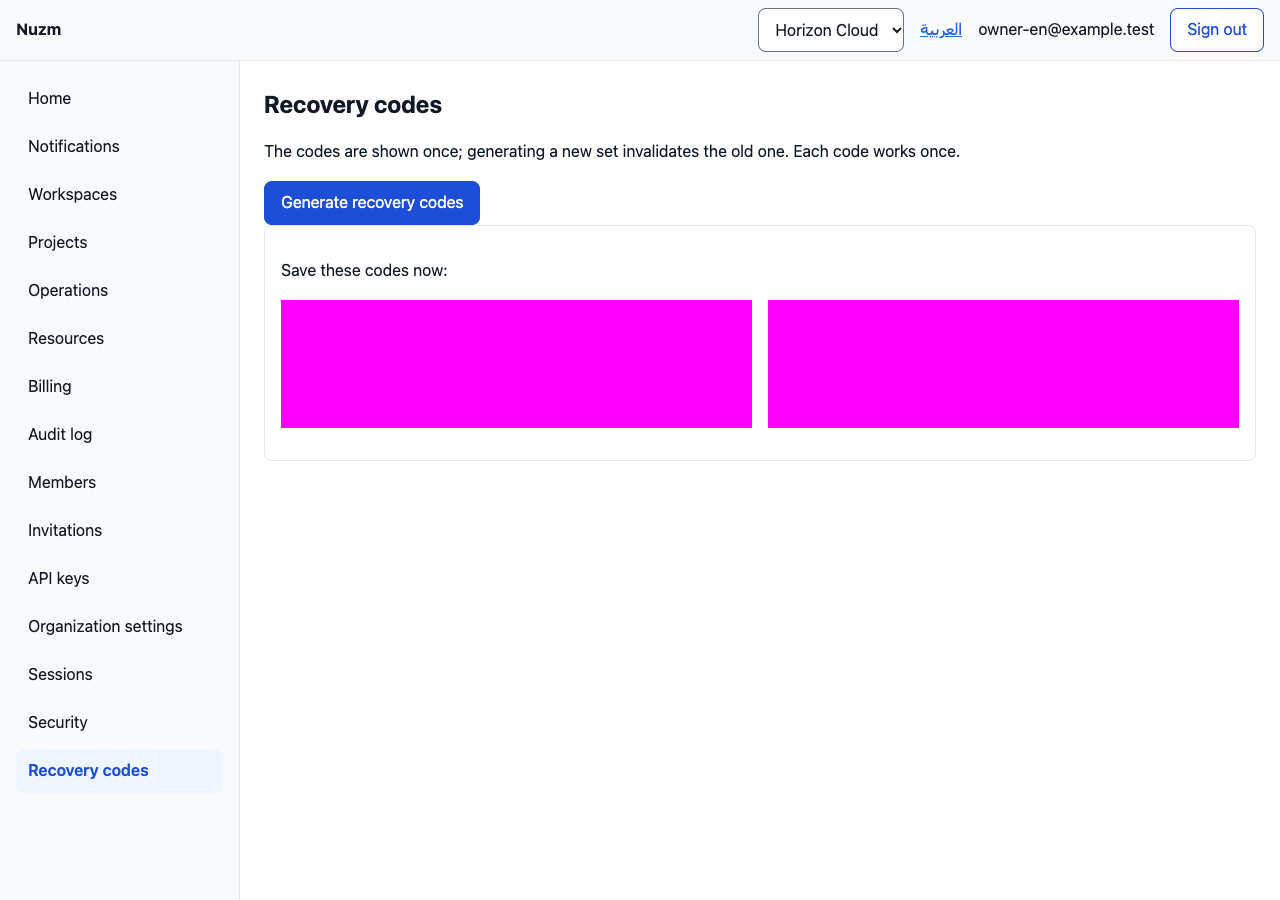 Nuzm
Horizon Cloud
العربية
owner-en@example.test
Sign out
Home
Notifications
Workspaces
Projects
Operations
Resources
Billing
Audit log
Members
Invitations
API keys
Organization settings
Sessions
Security
Recovery codes
Recovery codes
The codes are shown once; generating a new set invalidates the old one. Each code works once.
Generate recovery codes
Save these codes now: